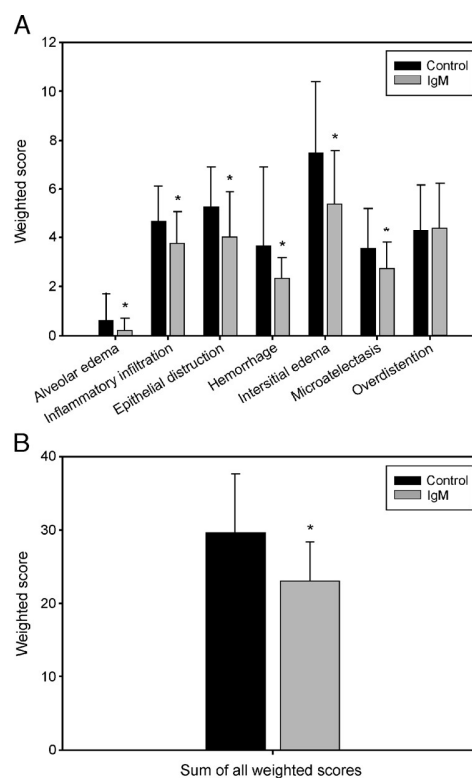 A
12
10
8
6
4
2
0
Weighted score
Control
IgM
*
*
*
*
*
*
Alveolar edema
Inflammatory infiltration
Epithelial distruction
Hemorrhage
Intersitial edema
Microatelectasis
Overdistention
B
40
30
20
10
0
Weighted score
Control
IgM
*
Sum of all weighted scores